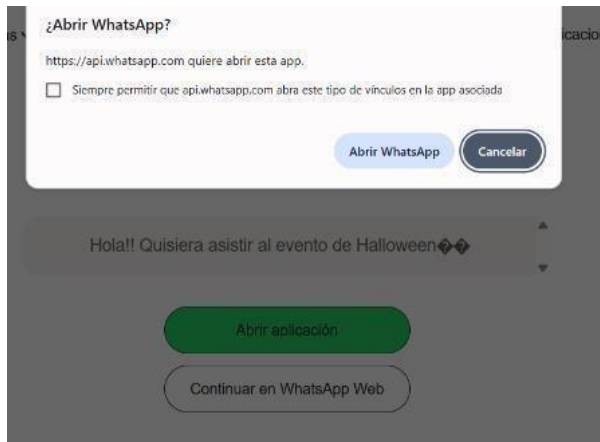 ¿Abrir WhatsApp?
https://api.whatsapp.com quiere abrir esta app.
Siempre permitir que api.whatsapp.com abra este tipo de vínculos en la app asociada
Abrir WhatsApp Cancelar
Hola!! Quisiera asistir al evento de Halloween��
Abrir aplicación
Continuar en WhatsApp Web